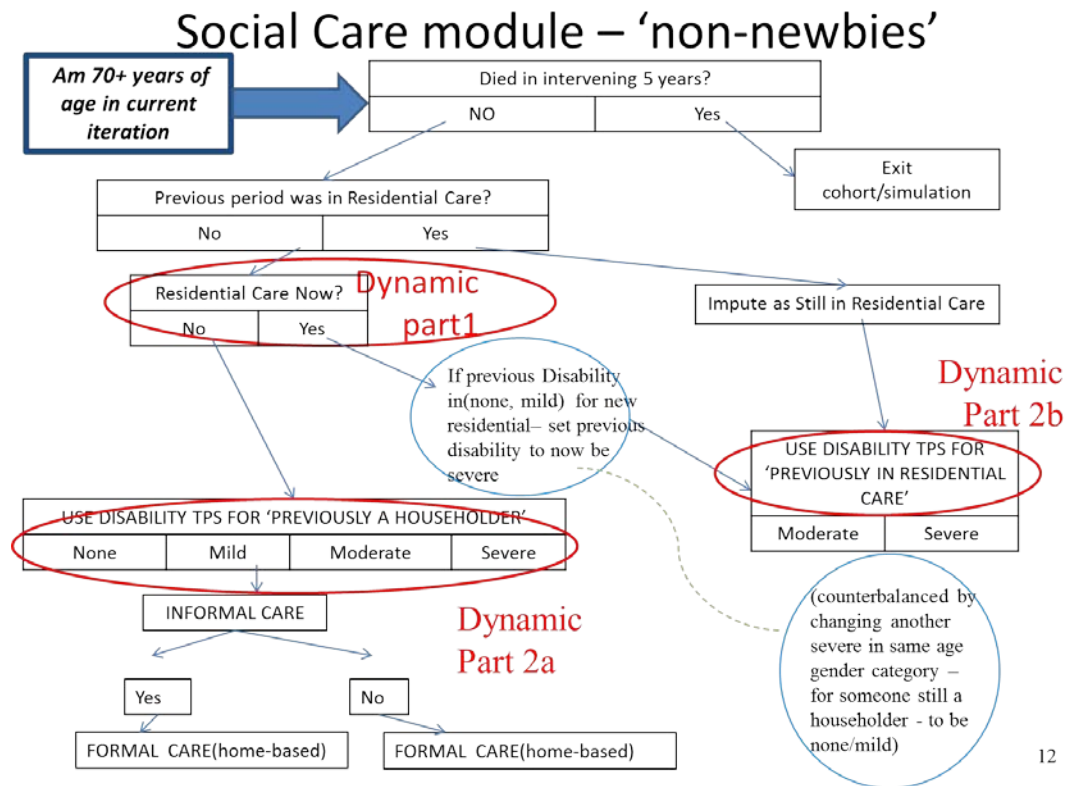 Social Care module – ‘non-newbies’
Am 70+ years of
age in current
iteration
Died in intervening 5 years?
NO
Yes
Exit
cohort/simulation
Previous period was in Residential Care?
No
Yes
Residential Care Now?
No
Yes
Dynamic
part1
Impute as Still in Residential Care
If previous Disability
in(none, mild) for new
residential– set previous
disability to now be
severe
Dynamic
Part 2b
USE DISABILITY TPS FOR
‘PREVIOUSLY IN RESIDENTIAL
CARE’
Moderate
Severe
USE DISABILITY TPS FOR ‘PREVIOUSLY A HOUSEHOLDER’
None
Mild
Moderate
Severe
INFORMAL CARE
Dynamic
Part 2a
Yes
No
FORMAL CARE(home-based)
FORMAL CARE(home-based)
(counterbalanced by
changing another
severe in same age
gender category –
for someone still a
householder - to be
none/mild)
12